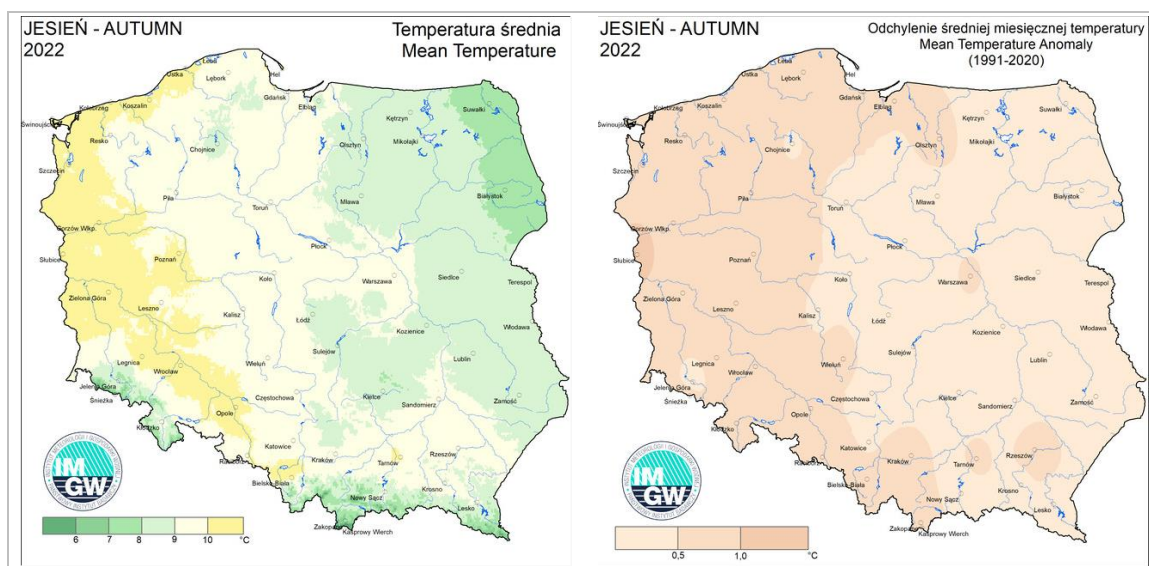 JESIEŃ - AUTUMN
2022
Temperatura średnia
Mean Temperature
Łeba
Ustka
Lębork
Hel
Gdańsk
Elbląg
Suwałki
Kołobrzeg
Koszalin
Kętrzyn
Świnoujście
Resko
Chojnice
Olsztyn
Mikołajki
Szczecin
Piła
Białystok
Toruń
Mława
Gorzów Wlkp.
Płock
Słubice
Poznań
Koło
Warszawa
Siedlce
Terespol
Zielona Góra
Leszno
Kalisz
Łódź
Kozienice
Włodawa
Legnica
Wrocław
Wieluń
Sulejów
Lublin
Jelenia Góra
Śnieżka
Częstochowa
Kielce
Sandomierz
Zamość
Opole
Kłodzko
Katowice
Racibórz
Kraków
Tarnów
Rzeszów
Bielsko-Biała
Nowy Sącz
Krosno
Lesko
Zakopane
Kasprowy Wierch
IM
GW
6 7 8 9 10 °C
JESIEŃ - AUTUMN
2022
Odchylenie średniej miesięcznej temperatury
Mean Temperature Anomaly
(1991-2020)
Łeba
Ustka
Lębork
Hel
Gdańsk
Elbląg
Suwałki
Kołobrzeg
Koszalin
Kętrzyn
Świnoujście
Resko
Chojnice
Olsztyn
Mikołajki
Szczecin
Piła
Białystok
Toruń
Mława
Gorzów Wlkp.
Płock
Słubice
Poznań
Koło
Warszawa
Siedlce
Terespol
Zielona Góra
Leszno
Kalisz
Łódź
Kozienice
Włodawa
Legnica
Wrocław
Wieluń
Sulejów
Lublin
Jelenia Góra
Śnieżka
Częstochowa
Kielce
Sandomierz
Zamość
Opole
Kłodzko
Katowice
Racibórz
Kraków
Tarnów
Rzeszów
Bielsko-Biała
Nowy Sącz
Krosno
Lesko
Zakopane
Kasprowy Wierch
IM
GW
0,5 1,0 °C